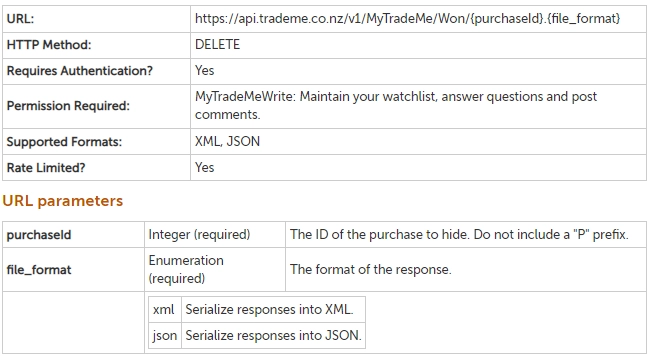 URL: https://api.trademe.co.nz/v1/MyTradeMe/Won/{purchaseId}.{file_format}
HTTP Method: DELETE
Requires Authentication? Yes
Permission Required: MyTradeMeWrite: Maintain your watchlist, answer questions and post
comments.
Supported Formats: XML, JSON
Rate Limited? Yes
URL parameters
purchaseId Integer (required) The ID of the purchase to hide. Do not include a "P" prefix.
file_format Enumeration
(required) The format of the response.
xml Serialize responses into XML.
json Serialize responses into JSON.